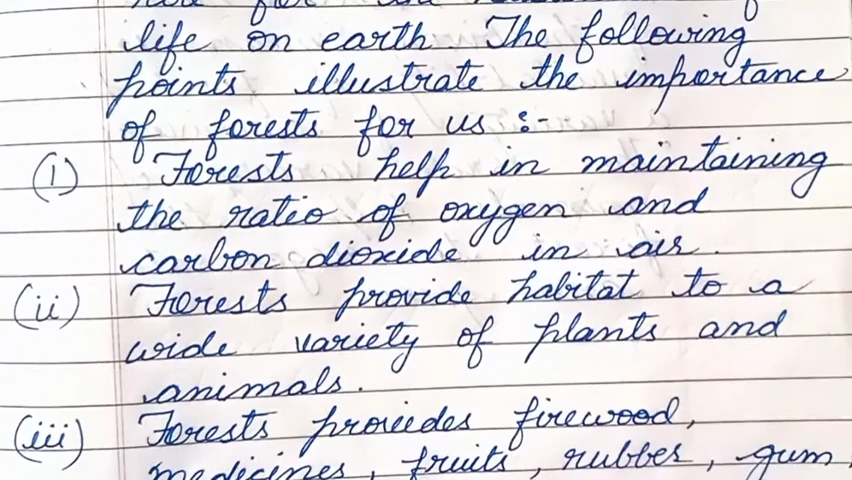 life on earth. The following
points illustrate the importance
of forests for us :-
(i) Forests help in maintaining
the ratio of oxygen and
carbon dioxide in air.
(ii) Forests provide habitat to a
wide variety of plants and
animals.
(iii) Forests provides firewood,
medicines, fruits, rubber, gum